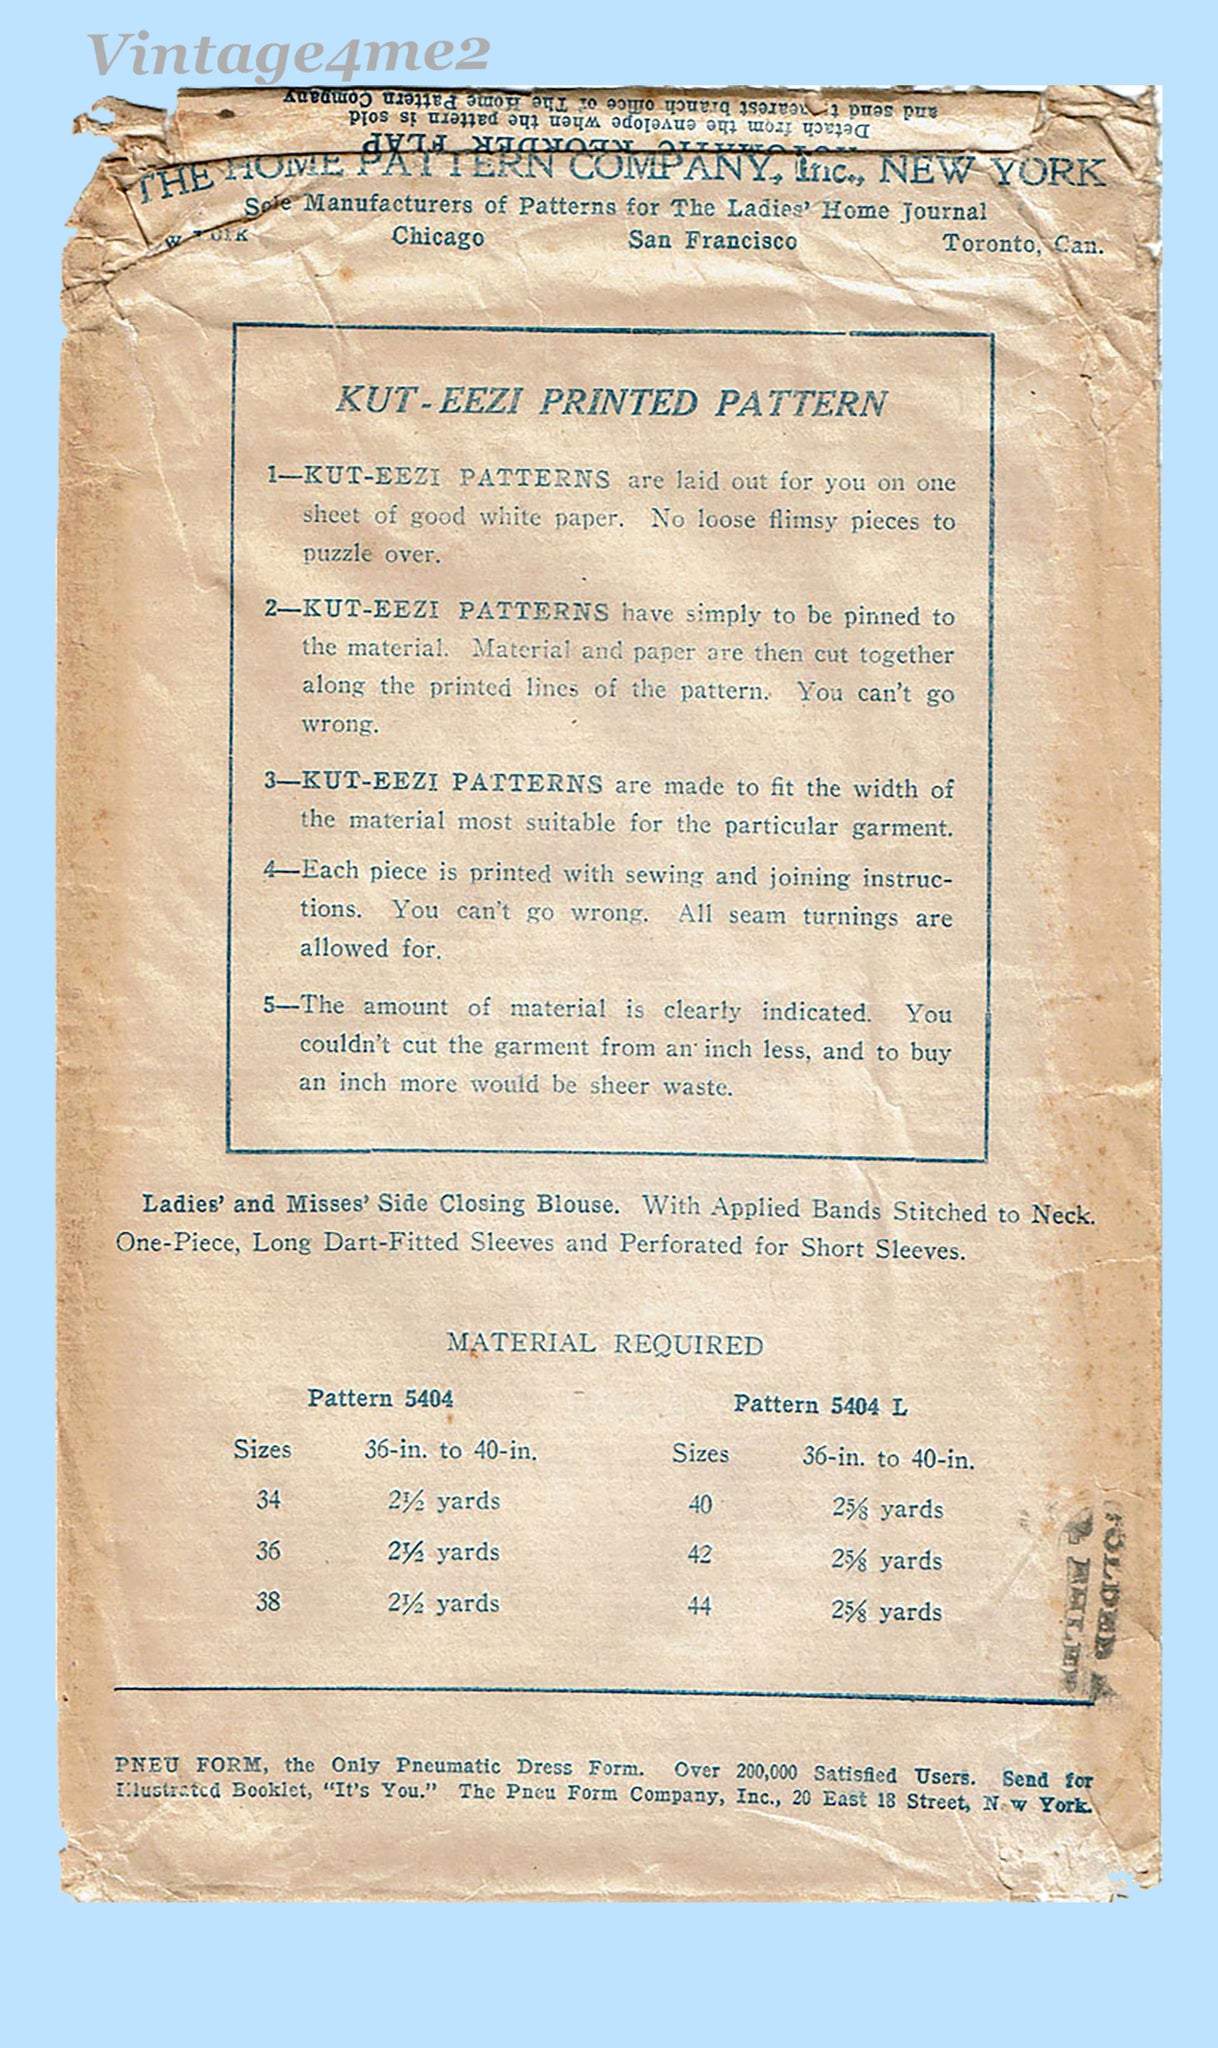 Vintage4me2
and send t nearest branch office of The Home Pattern Company
Detach from the envelope when the pattern is sold
AUTOMATIC REORDER FLAP
THE HOME PATTERN COMPANY, Inc., NEW YORK
Sole Manufacturers of Patterns for The Ladies' Home Journal
w York Chicago San Francisco Toronto, Can.
KUT-EEZI PRINTED PATTERN
1—KUT-EEZI PATTERNS are laid out for you on one
sheet of good white paper. No loose flimsy pieces to
puzzle over.
2—KUT-EEZI PATTERNS have simply to be pinned to
the material. Material and paper are then cut together
along the printed lines of the pattern. You can't go
wrong.
3—KUT-EEZI PATTERNS are made to fit the width of
the material most suitable for the particular garment.
4—Each piece is printed with sewing and joining instruc-
tions. You can't go wrong. All seam turnings are
allowed for.
5—The amount of material is clearly indicated. You
couldn't cut the garment from an inch less, and to buy
an inch more would be sheer waste.
Ladies' and Misses' Side Closing Blouse. With Applied Bands Stitched to Neck.
One-Piece, Long Dart-Fitted Sleeves and Perforated for Short Sleeves.
MATERIAL REQUIRED
Pattern 5404 Pattern 5404 L
Sizes 36-in. to 40-in. Sizes 36-in. to 40-in.
34 2½ yards 40 2⅝ yards
36 2½ yards 42 2⅝ yards
38 2½ yards 44 2⅝ yards
PNEU FORM, the Only Pneumatic Dress Form. Over 200,000 Satisfied Users. Send for
Illustrated Booklet, "It's You." The Pneu Form Company, Inc., 20 East 18 Street, New York.